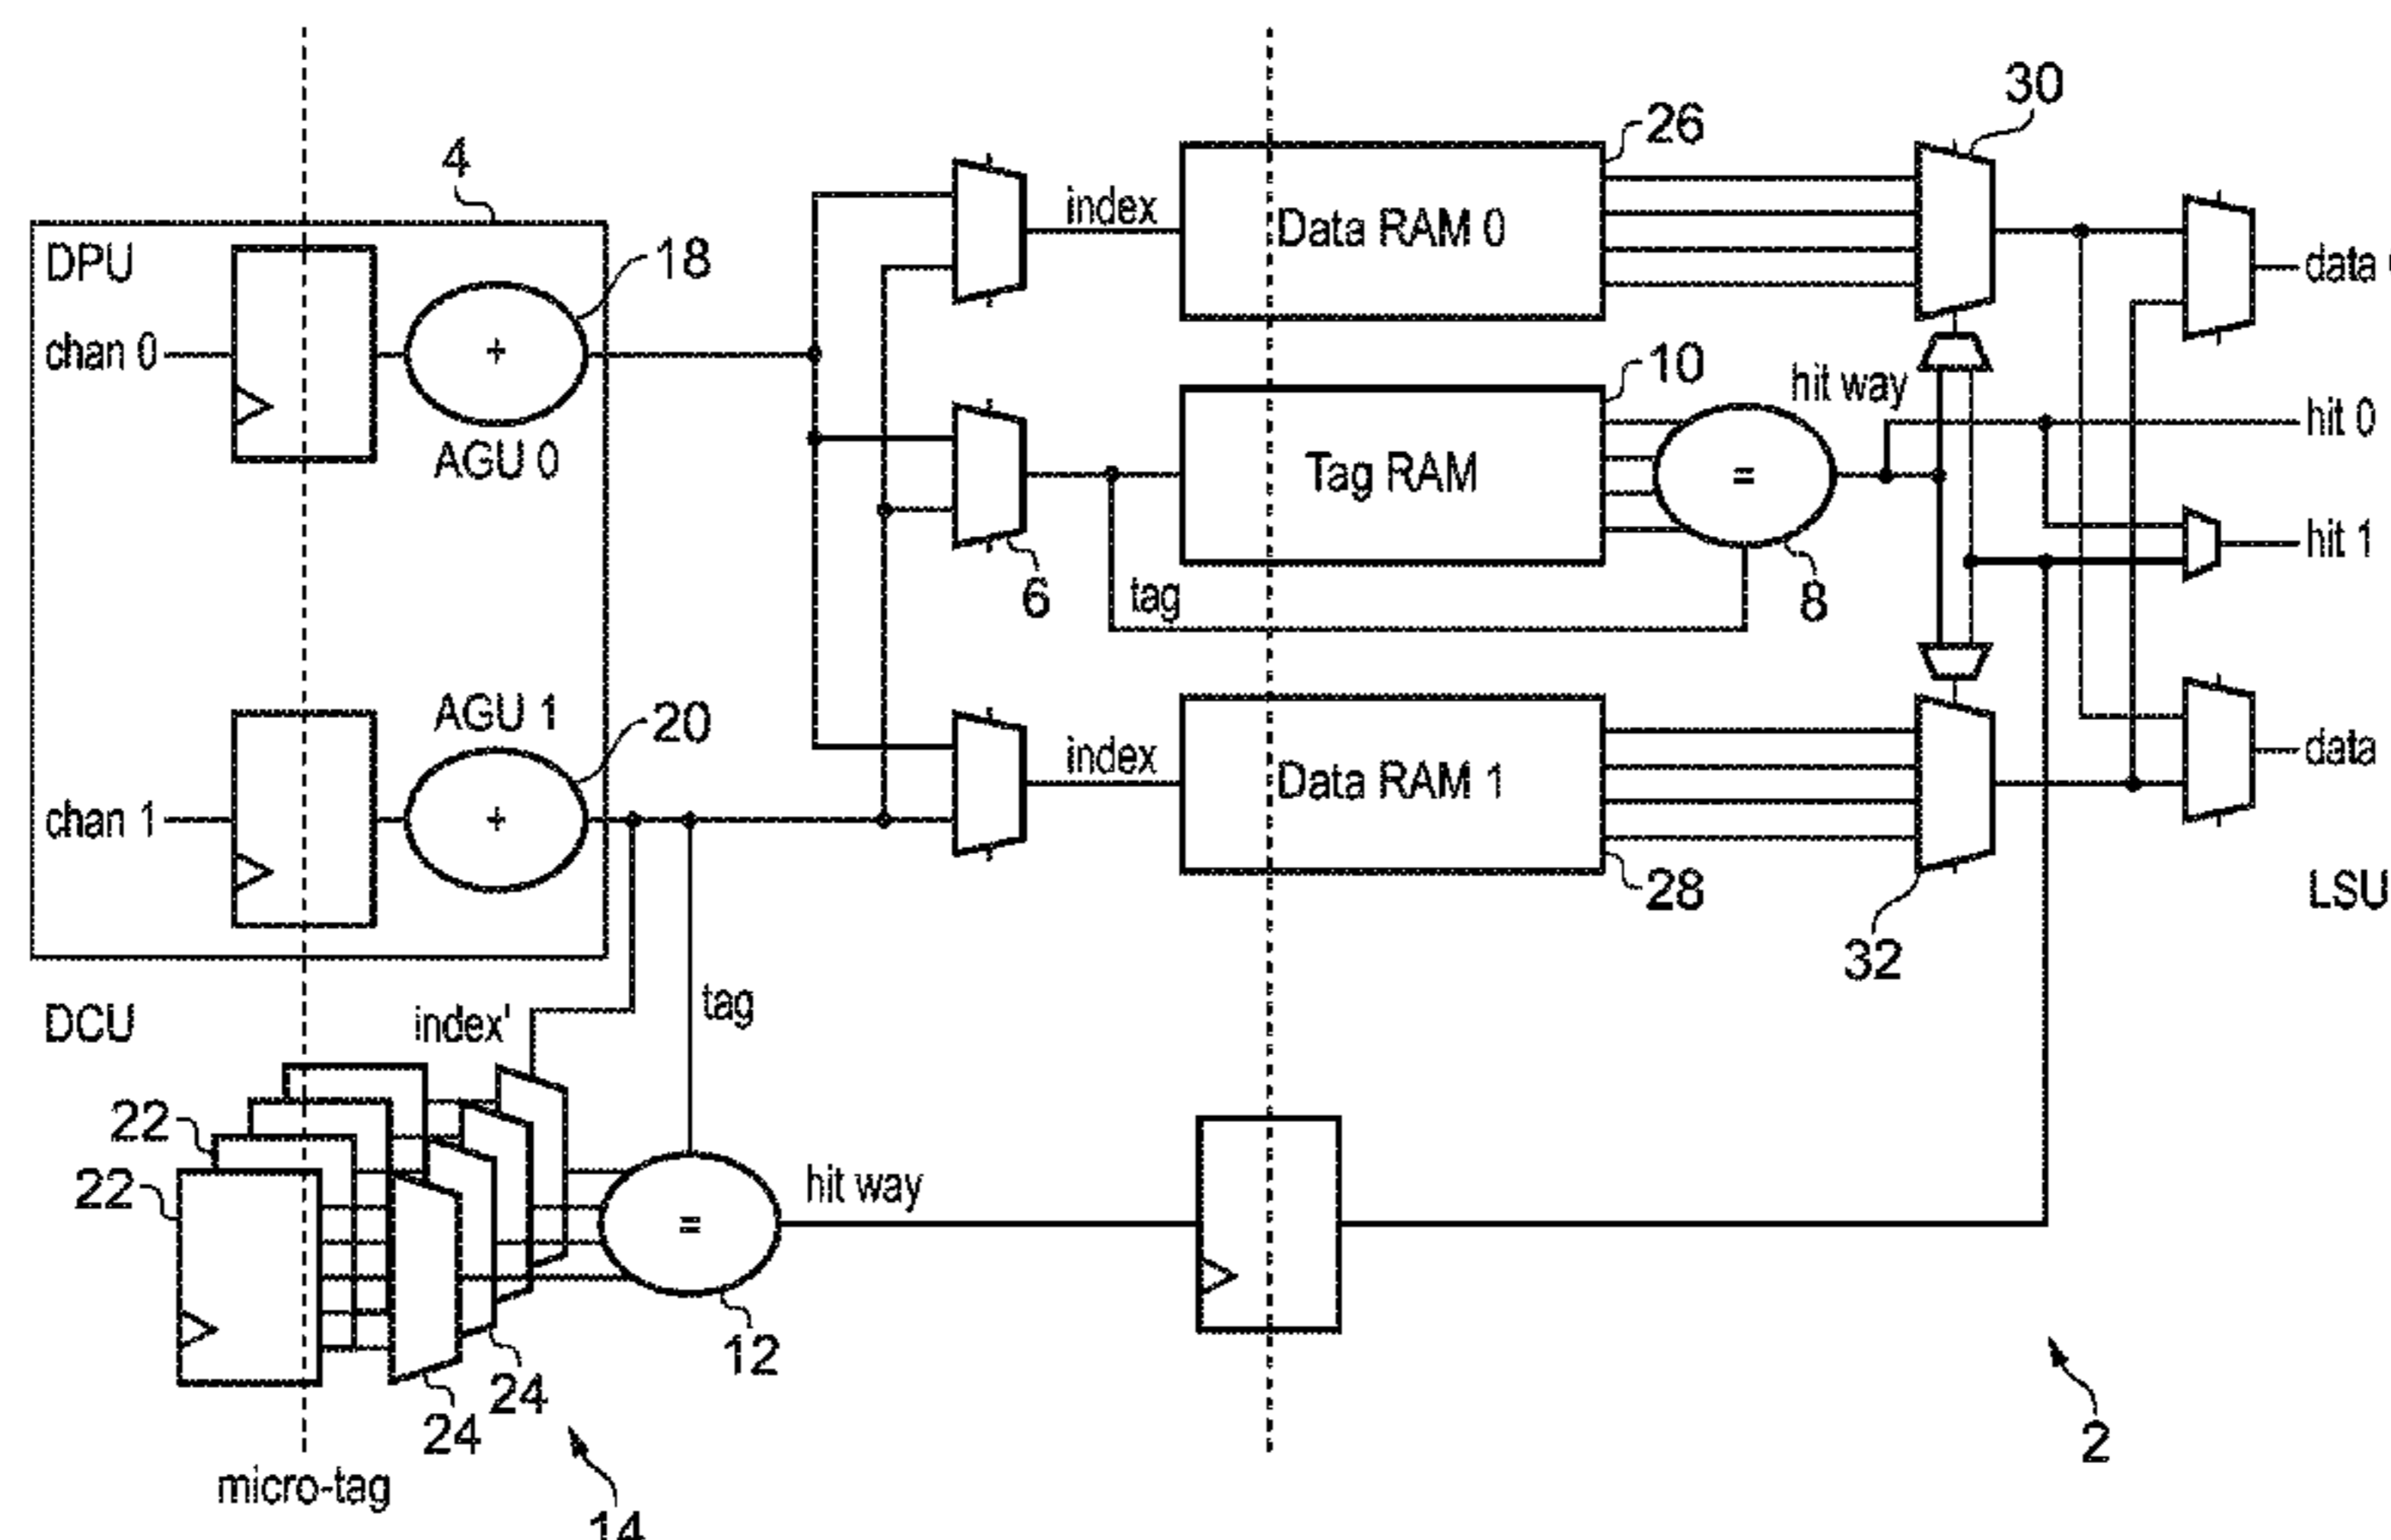 30
26
4
index
Data RAM 0
DPU
18
data
+
chan 0
10
hit way
hit 0
AGU 0
Tag RAM
=
hit 1
6
tag
8
AGU 1
20
index
Data RAM 1
data
chan 1
+
28
LSU
32
DCU
index'
tag
22
22
hit way
=
12
24
24
2
micro-tag
14